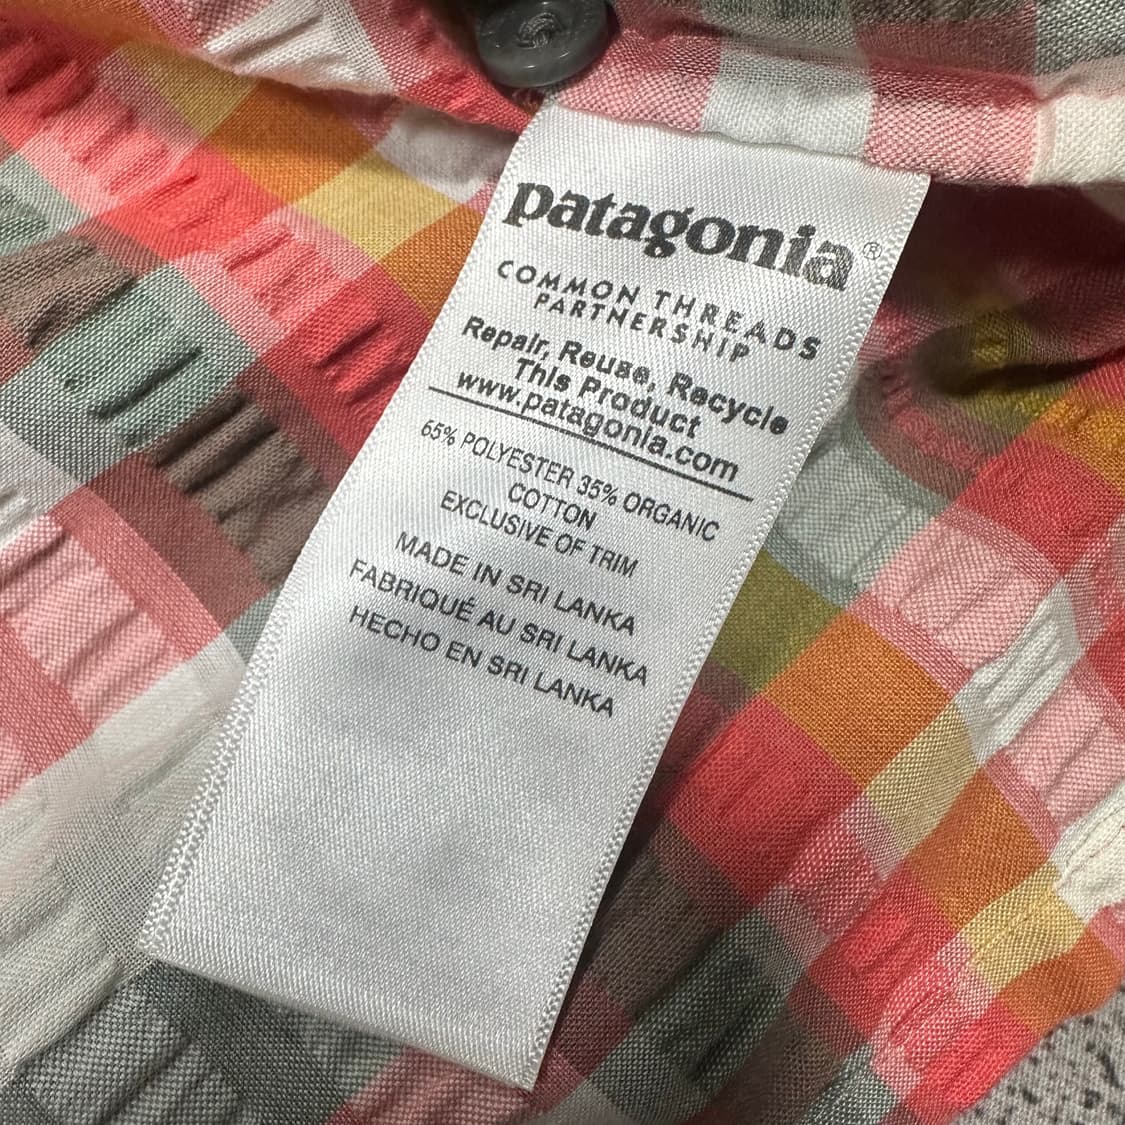 patagonia®
COMMON THREADS
PARTNERSHIP
Repair, Reuse, Recycle
This Product
www.patagonia.com
65% POLYESTER 35% ORGANIC
COTTON
EXCLUSIVE OF TRIM
MADE IN SRI LANKA
FABRIQUÉ AU SRI LANKA
HECHO EN SRI LANKA